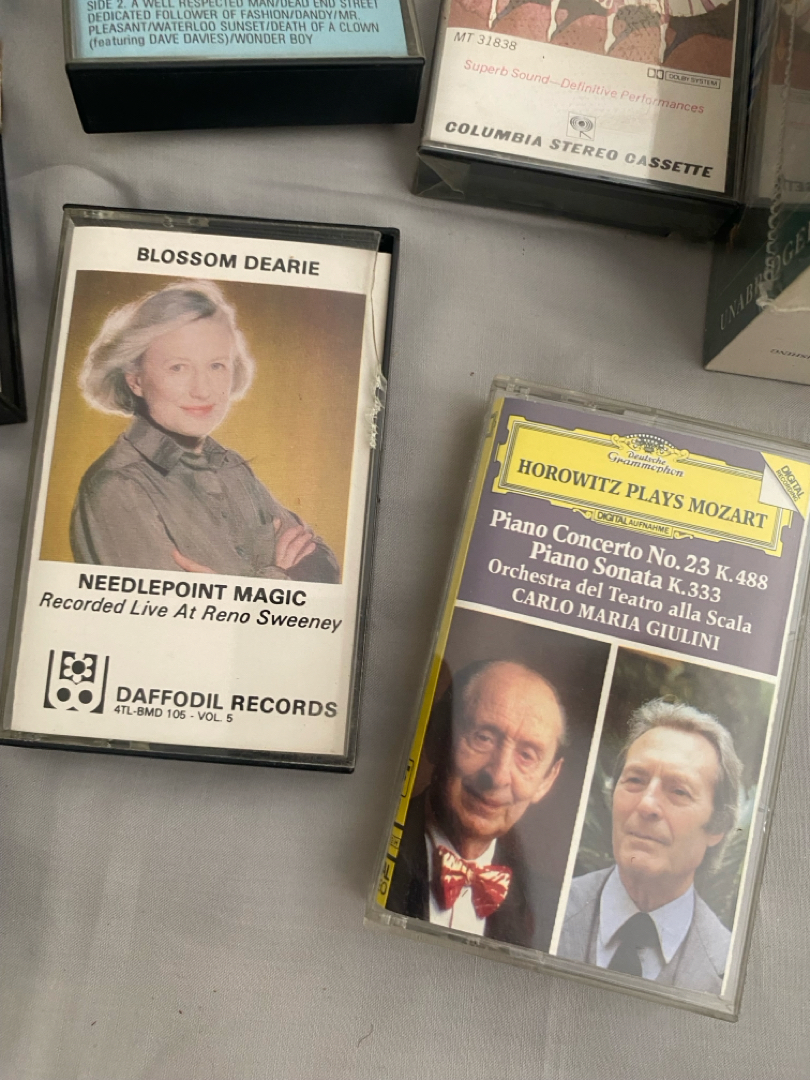 SIDE 2. A WELL RESPECTED MAN/DEAD END STREET
DEDICATED FOLLOWER OF FASHION/DANDY/MR.
PLEASANT/WATERLOO SUNSET/DEATH OF A CLOWN
(featuring DAVE DAVIES)/WONDER BOY
MT 31838
DOLBY SYSTEM
Superb Sound—Definitive Performances
COLUMBIA STEREO CASSETTE
BLOSSOM DEARIE
NEEDLEPOINT MAGIC
Recorded Live At Reno Sweeney
DAFFODIL RECORDS
4TL-BMD 105 - VOL. 5
Deutsche
Grammophon
HOROWITZ PLAYS MOZART
DIGITAL AUFNAHME
DIGITAL
RECORDING
Piano Concerto No. 23 K. 488
Piano Sonata K. 333
Orchestra del Teatro alla Scala
CARLO MARIA GIULINI